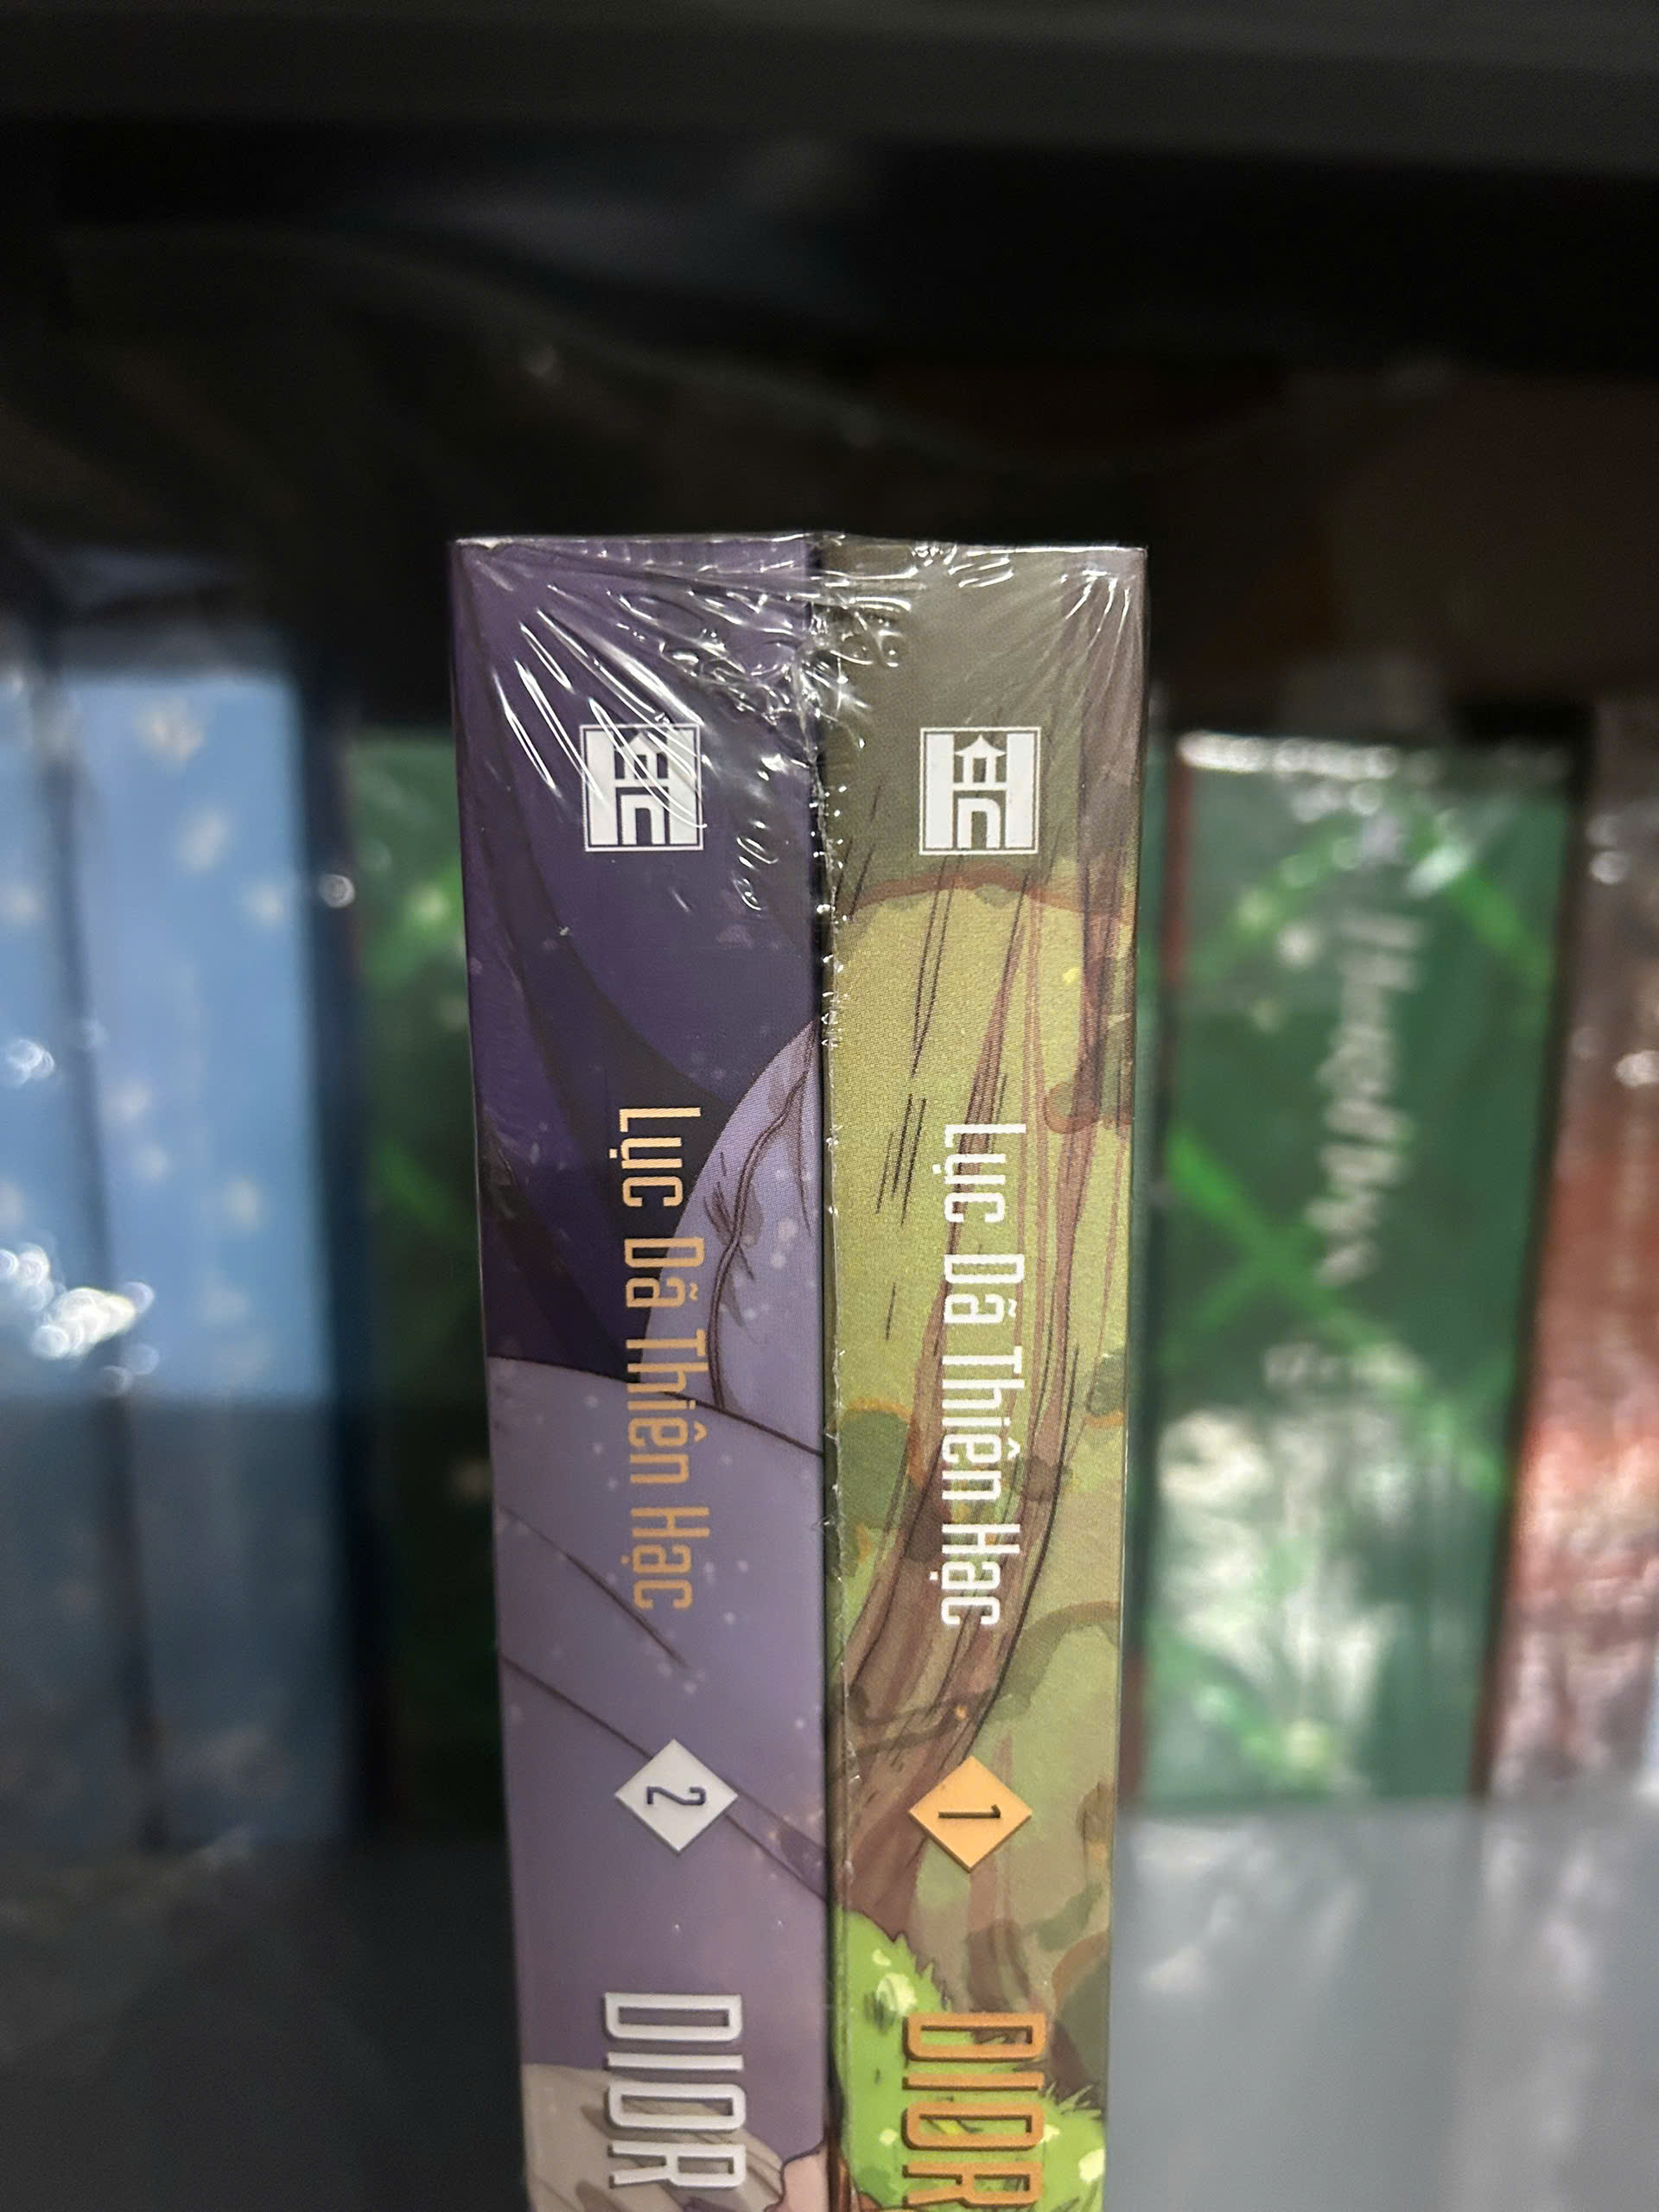 Lục Dã Thiên Hạc
2
DIOR
Lục Dã Thiên Hạc
1
DIOR